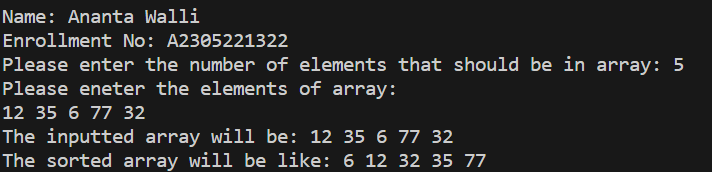 Name: Ananta Walli
Enrollment No: A2305221322
Please enter the number of elements that should be in array: 5
Please eneter the elements of array:
12 35 6 77 32
The inputted array will be: 12 35 6 77 32
The sorted array will be like: 6 12 32 35 77